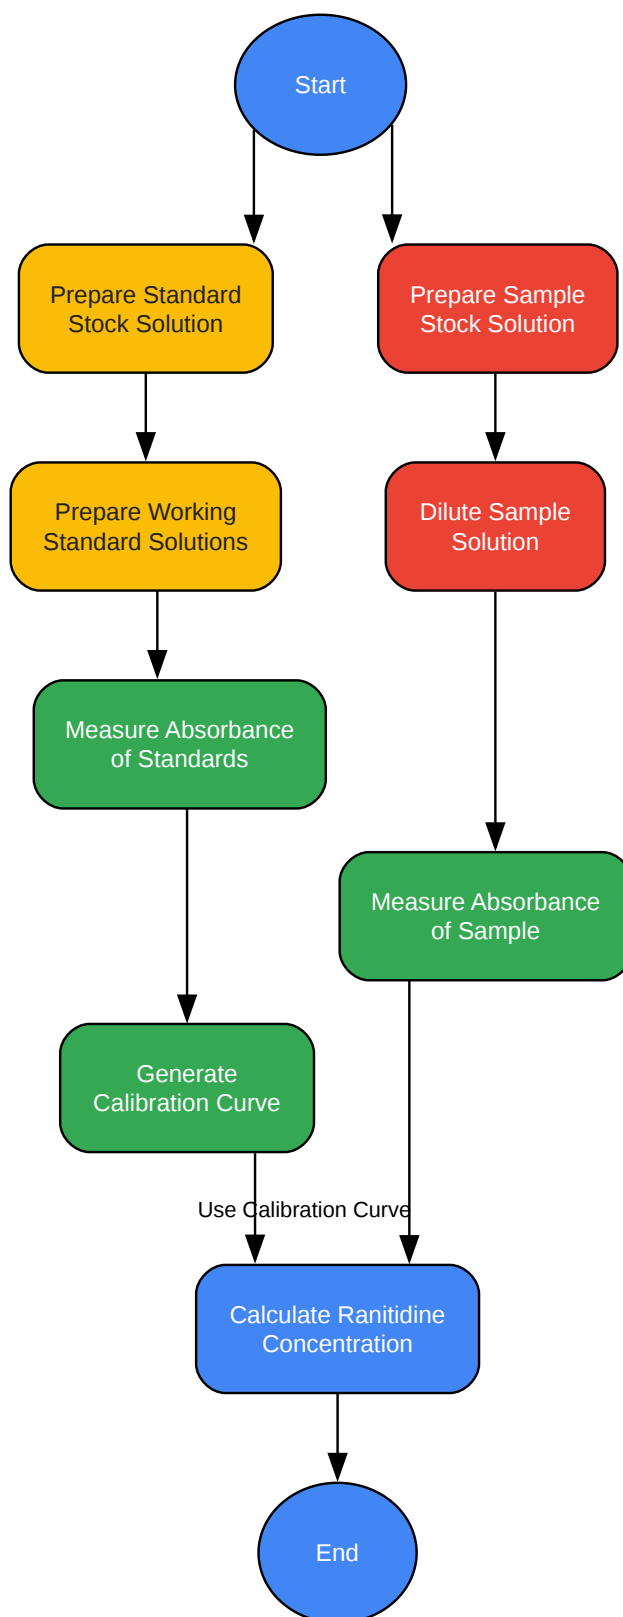 Start
Prepare Standard
Stock Solution
Prepare Sample
Stock Solution
Prepare Working
Standard Solutions
Dilute Sample
Solution
Measure Absorbance
of Standards
Measure Absorbance
of Sample
Generate
Calibration Curve
Use Calibration Curve
Calculate Ranitidine
Concentration
End